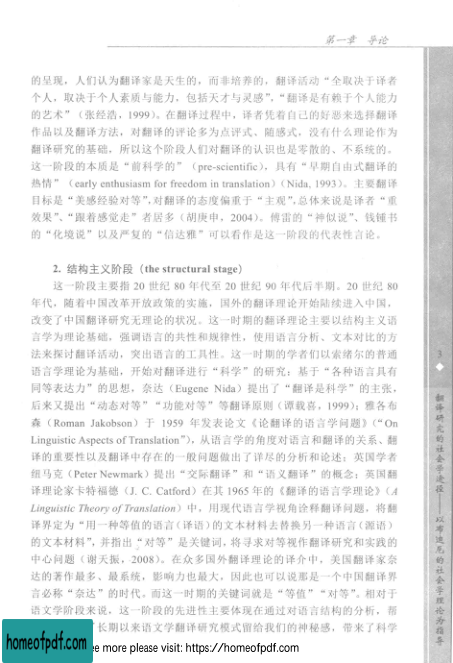 第一章 导论
的呈现，人们认为翻译家是天生的，而非培养的，翻译活动“全取决于译者
个人，取决于个人素质与能力，包括天才与灵感”，“翻译是有赖于个人能力
的艺术”（张经浩，1999）。在翻译过程中，译者凭着自己的好恶来选择翻译
作品以及翻译方法，对翻译的评论多为点评式、随感式，没有什么理论作为
翻译研究的基础，所以这个阶段人们对翻译的认识也是零散的、不系统的。
这一阶段的本质是“前科学的”（pre-scientific），具有“早期自由式翻译的
热情”（early enthusiasm for freedom in translation）（Nida, 1993）。主要翻译
目标是“美感经验对等”，对翻译的态度偏重于“主观”，总体来说是译者“重
效果”、“跟着感觉走”者居多（胡庚申，2004）。傅雷的“神似说”、钱锺书
的“化境说”以及严复的“信达雅”可以看作是这一阶段的代表性言论。
2. 结构主义阶段（the structural stage）
这一阶段主要指 20 世纪 80 年代至 20 世纪 90 年代后半期。20 世纪 80
年代，随着中国改革开放政策的实施，国外的翻译理论开始陆续进入中国，
改变了中国翻译研究无理论的状况。这一时期的翻译理论主要以结构主义语
言学为理论基础，强调语言的共性和规律性，使用语言分析、文本对比的方
法来探讨翻译活动，突出语言的工具性。这一时期的学者们以索绪尔的普通
语言学理论为基础，开始对翻译进行“科学”的研究：基于“各种语言具有
同等表达力”的思想，奈达（Eugene Nida）提出了“翻译是科学”的主张，
后来又提出“动态对等”“功能对等”等翻译原则（谭载喜，1999）；雅各布
森（Roman Jakobson）于 1959 年发表论文《论翻译的语言学问题》（“On
Linguistic Aspects of Translation”），从语言学的角度对语言和翻译的关系、翻
译的重要性以及翻译中存在的一般问题做出了详尽的分析和论述；英国学者
纽马克（Peter Newmark）提出“交际翻译”和“语义翻译”的概念；英国翻
译理论家卡特福德（J. C. Catford）在其 1965 年的《翻译的语言学理论》（A
Linguistic Theory of Translation）中，用现代语言学视角诠释翻译问题，将翻
译界定为“用一种等值的语言（译语）的文本材料去替换另一种语言（源语）
的文本材料”，并指出“对等”是关键词，将寻求对等视作翻译研究和实践的
中心问题（谢天振，2008）。在众多国外翻译理论的译介中，美国翻译家奈
达的著作最多、最系统，影响力也最大，因此也可以说那是一个中国翻译界
言必称“奈达”的时代。而这一时期的关键词就是“等值”“对等”。相对于
语文学阶段来说，这一阶段的先进性主要体现在通过对语言结构的分析，帮
长期以来语文学翻译研究模式留给我们的神秘感，带来了科学
3
翻译研究的社会学途径——以布迪厄的社会学理论为指导
homeofpdf.com
ee more please visit: https://homeofpdf.com